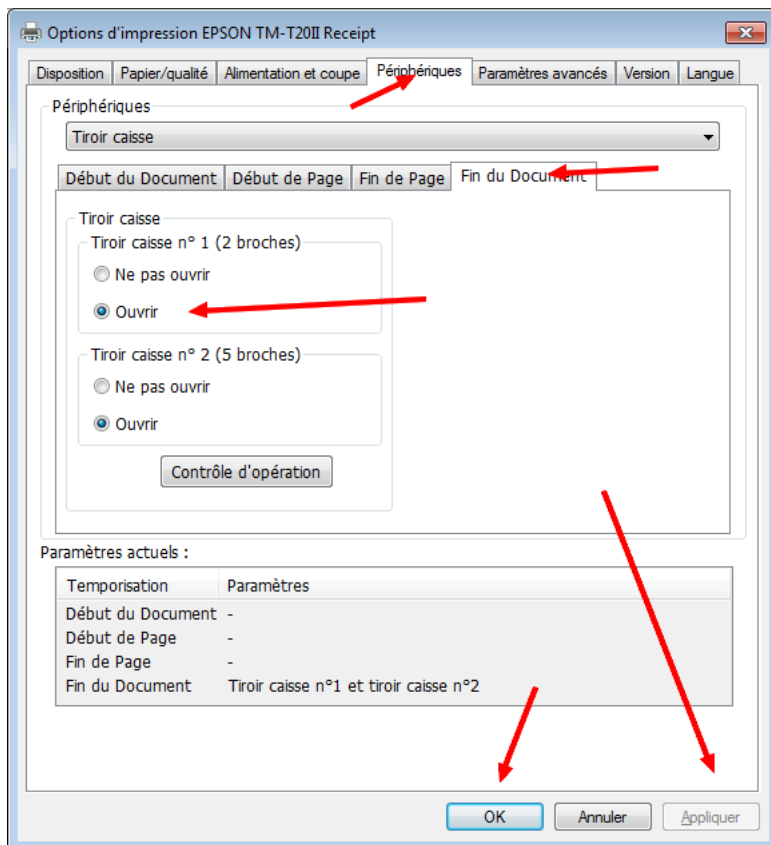 Options d'impression EPSON TM-T20II Receipt
Disposition Papier/qualité Alimentation et coupe Périphériques Paramètres avancés Version Langue
Périphériques
Tiroir caisse
Début du Document Début de Page Fin de Page Fin du Document
Tiroir caisse
Tiroir caisse n° 1 (2 broches)
Ne pas ouvrir
Ouvrir
Tiroir caisse n° 2 (5 broches)
Ne pas ouvrir
Ouvrir
Contrôle d'opération
Paramètres actuels :
Temporisation Paramètres
Début du Document -
Début de Page -
Fin de Page -
Fin du Document Tiroir caisse n°1 et tiroir caisse n°2
OK Annuler Appliquer